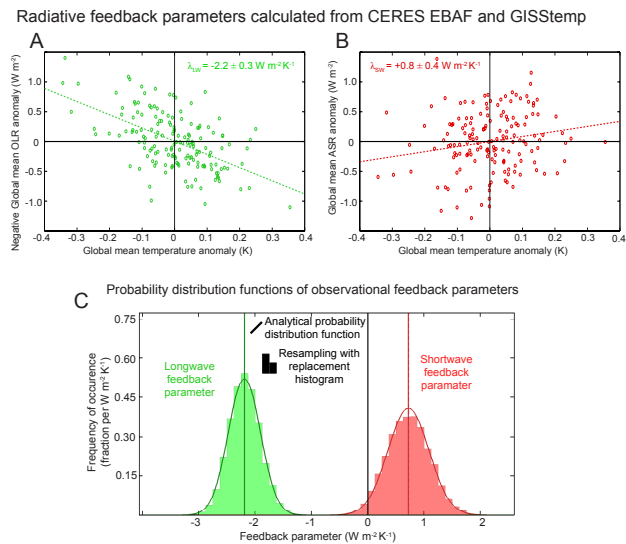 Radiative feedback parameters calculated from CERES EBAF and GISStemp
A
λLW = -2.2 ± 0.3 W m-2 K-1
Negative Global mean OLR anomaly (W m-2)
1.0
0.5
0
-0.5
-1.0
-0.4 -0.3 -0.2 -0.1 0 0.1 0.2 0.3 0.4
Global mean temperature anomaly (K)
B
λSW = +0.8 ± 0.4 W m-2 K-1
Global mean ASR anomaly (W m-2)
1.0
0.5
0
-0.5
-1.0
-0.4 -0.3 -0.2 -0.1 0 0.1 0.2 0.3 0.4
Global mean temperature anomaly (K)
C
Probability distribution functions of observational feedback parameters
Frequency of occurence
(fraction per W m-2 K-1)
0.75
0.60
0.45
0.30
0.15
Analytical probability
distribution function
Resampling with
replacement
histogram
Longwave
feedback
parameter
Shortwave
feedback
paramater
-3 -2 -1 0 1 2
Feedback parameter (W m-2 K-1)